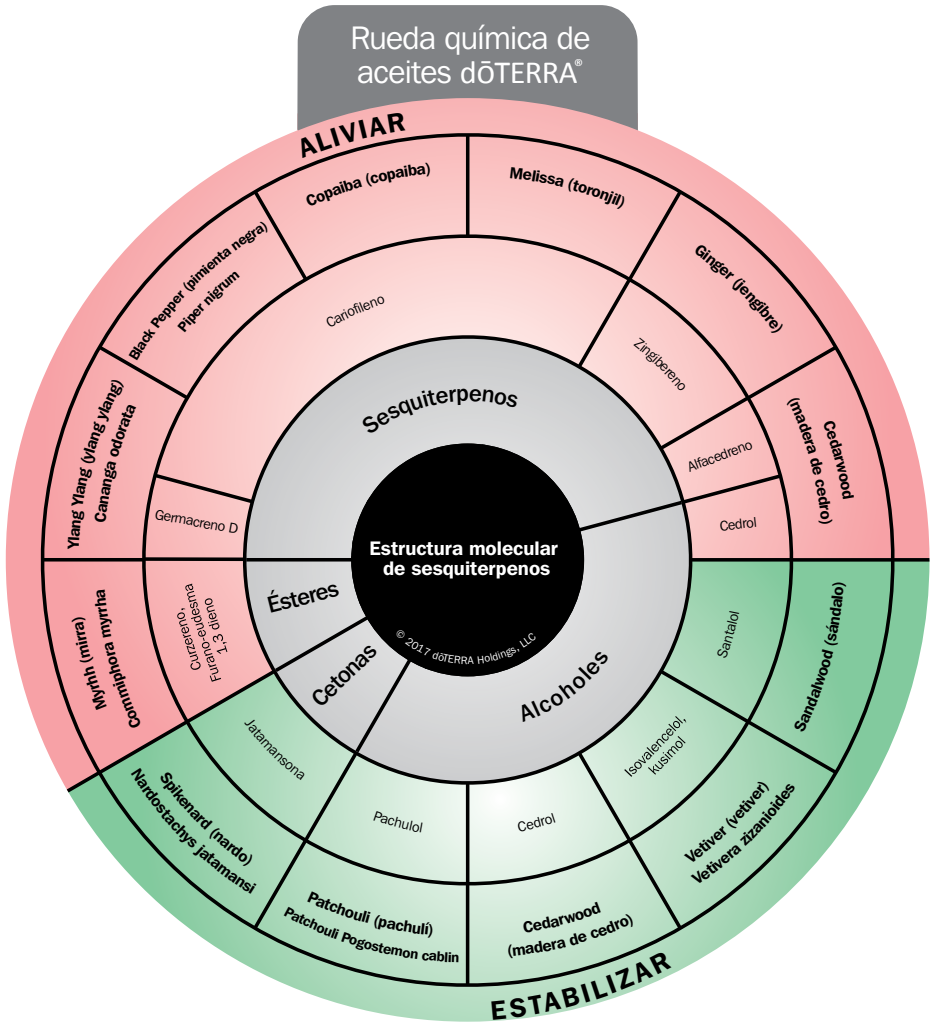 Rueda química de
aceites dōTERRA®
ALIVIAR
Copaiba (copaiba)
Melissa (toronjil)
Ginger (jengibre)
Cedarwood
(madera de cedro)
Black Pepper (pimienta negra)
Piper nigrum
Ylang Ylang (ylang ylang)
Cananga odorata
Myrrh (mirra)
Commiphora myrrha
Cariofileno
Zingibereno
Alfacedreno
Cedrol
Germacreno D
Curzereno,
Furano-eudesma
1,3 dieno
Sesquiterpenos
Ésteres
Cetonas
Alcoholes
Estructura molecular
de sesquiterpenos
© 2017 dōTERRA Holdings, LLC
Santalol
Isovalencelol,
kusimol
Cedrol
Pachulol
Jatamansona
Sandalwood (sándalo)
Vetiver (vetiver)
Vetivera zizanioides
Cedarwood
(madera de cedro)
Patchouli (pachulí)
Patchouli Pogostemon cablin
Spikenard (nardo)
Nardostachys jatamansi
ESTABILIZAR